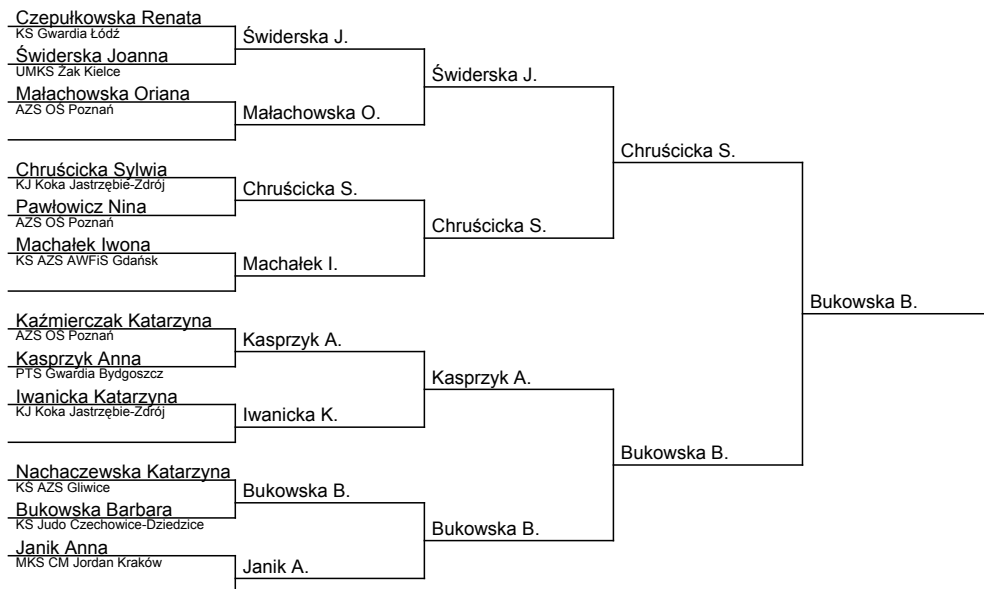 Czepułkowska Renata
KS Gwardia Łódź
Świderska Joanna
UMKS Żak Kielce
Małachowska Oriana
AZS OŚ Poznań
Chruścicka Sylwia
KJ Koka Jastrzębie-Zdrój
Pawłowicz Nina
AZS OŚ Poznań
Machałek Iwona
KS AZS AWFiS Gdańsk
Kaźmierczak Katarzyna
AZS OŚ Poznań
Kasprzyk Anna
PTS Gwardia Bydgoszcz
Iwanicka Katarzyna
KJ Koka Jastrzębie-Zdrój
Nachaczewska Katarzyna
KS AZS Gliwice
Bukowska Barbara
KS Judo Czechowice-Dziedzice
Janik Anna
MKS CM Jordan Kraków
Świderska J.
Małachowska O.
Chruścicka S.
Machałek I.
Kasprzyk A.
Iwanicka K.
Bukowska B.
Janik A.
Świderska J.
Chruścicka S.
Kasprzyk A.
Bukowska B.
Chruścicka S.
Bukowska B.
Bukowska B.